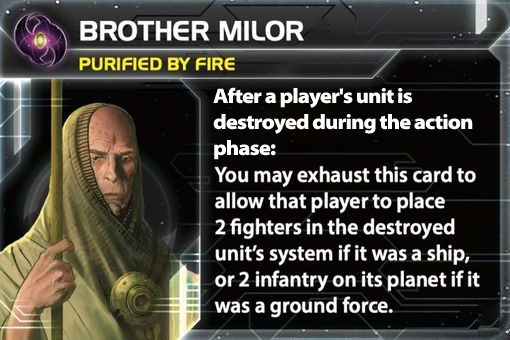 BROTHER MILOR
PURIFIED BY FIRE
After a player's unit is
destroyed during the action
phase:
You may exhaust this card to
allow that player to place
2 fighters in the destroyed
unit’s system if it was a ship,
or 2 infantry on its planet if it
was a ground force.